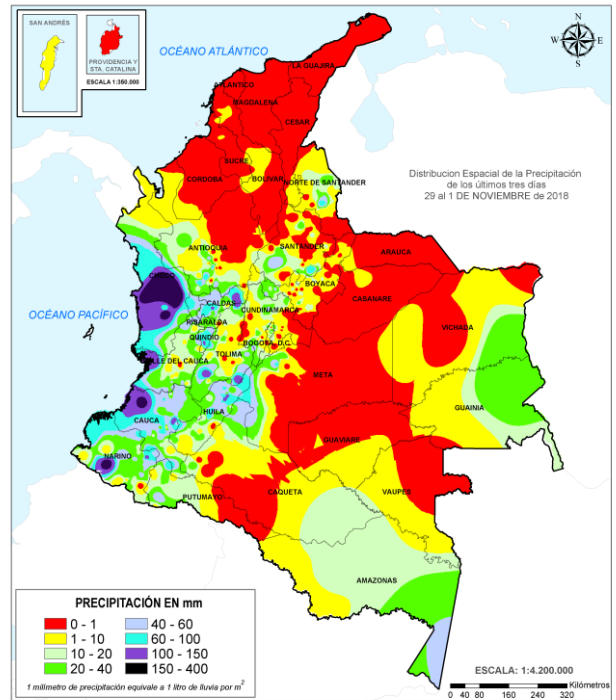 SAN ANDRÉS
PROVIDENCIA Y
STA. CATALINA
ESCALA 1:350.000
OCÉANO ATLÁNTICO
N
W E
S
LA GUAJIRA
ATLANTICO
MAGDALENA
CESAR
SUCRE
CORDOBA
BOLIVAR
NORTE DE SANTANDER
Distribucion Espacial de la Precipitación
de los últimos tres días
29 al 1 DE NOVIEMBRE de 2018
ANTIOQUIA
SANTANDER
ARAUCA
CHOCO
BOYACA
CASANARE
CALDAS
CUNDINAMARCA
OCÉANO PACÍFICO
RISARALDA
VICHADA
QUINDIO
BOGOTA, D.C.
TOLIMA
VALLE DEL CAUCA
META
GUAINIA
HUILA
CAUCA
GUAVIARE
NARIÑO
CAQUETA
VAUPES
PUTUMAYO
AMAZONAS
PRECIPITACIÓN EN mm
0 - 1 40 - 60
1 - 10 60 - 100
10 - 20 100 - 150
20 - 40 150 - 400
1 milímetro de precipitación equivale a 1 litro de lluvia por m2
ESCALA: 1:4.200.000
Kilómetros
0 40 80 160 240 320